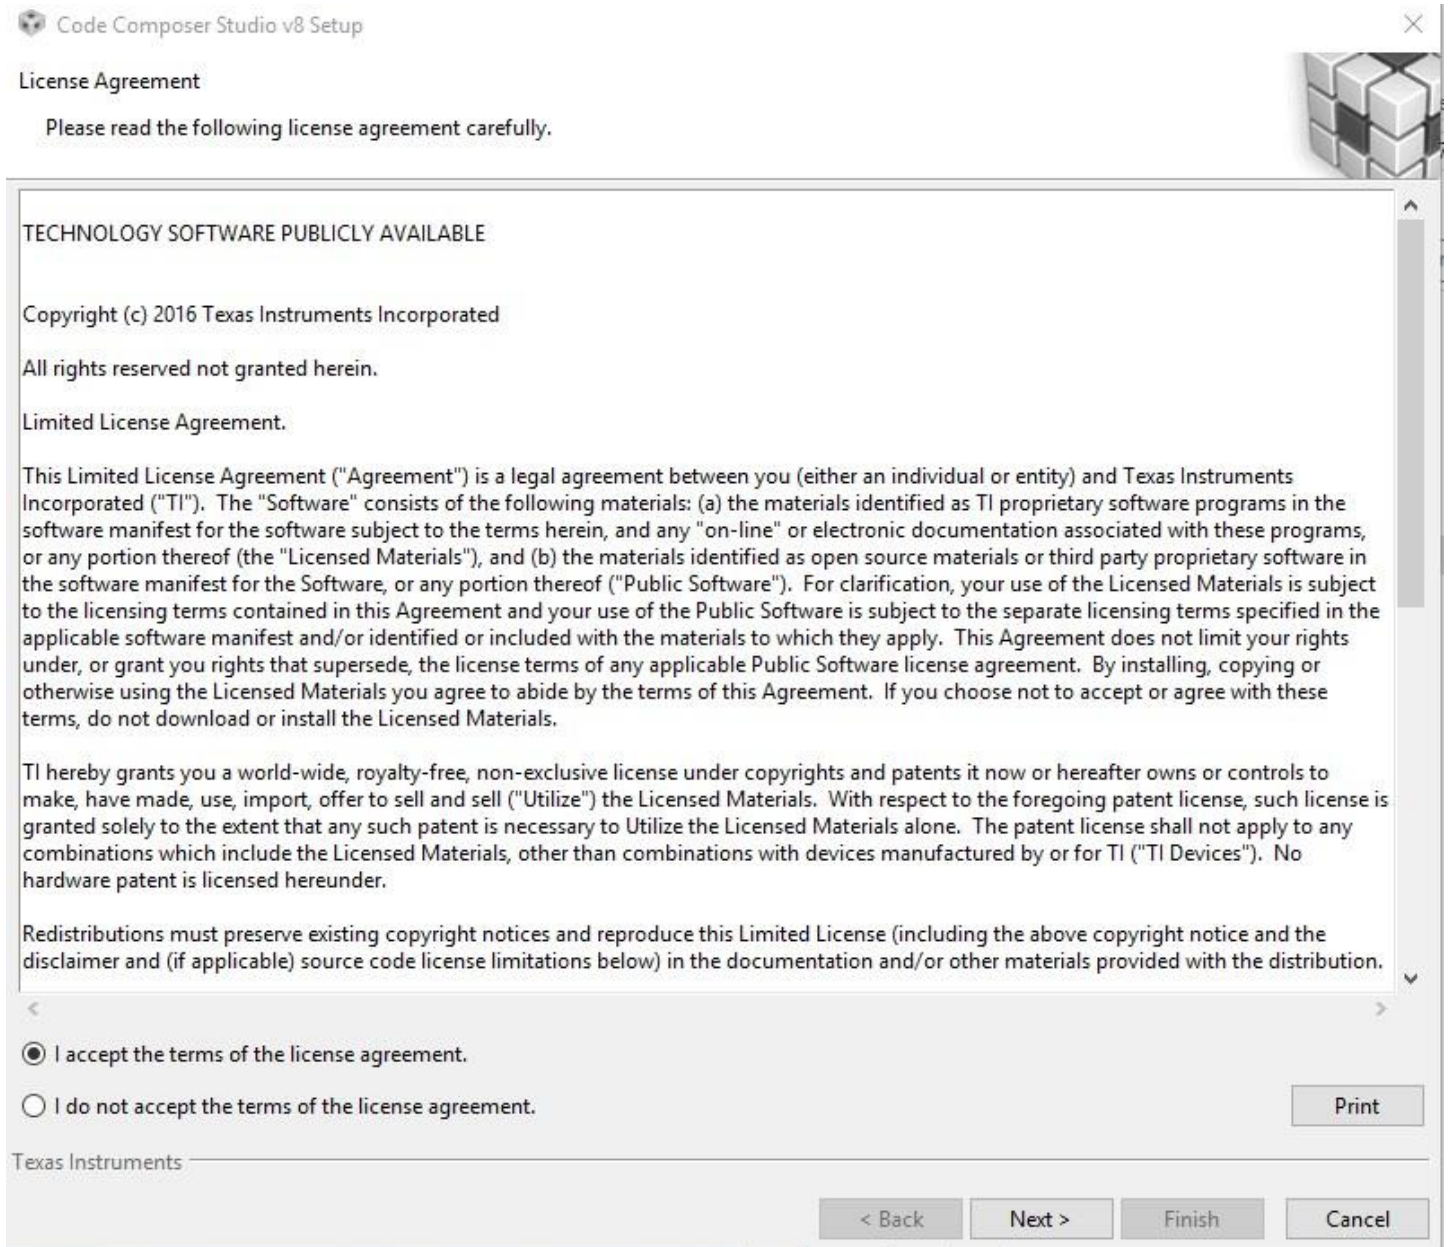 Code Composer Studio v8 Setup
License Agreement
Please read the following license agreement carefully.
TECHNOLOGY SOFTWARE PUBLICLY AVAILABLE
Copyright (c) 2016 Texas Instruments Incorporated
All rights reserved not granted herein.
Limited License Agreement.
This Limited License Agreement ("Agreement") is a legal agreement between you (either an individual or entity) and Texas Instruments
Incorporated ("TI").  The "Software" consists of the following materials: (a) the materials identified as TI proprietary software programs in the
software manifest for the software subject to the terms herein, and any "on-line" or electronic documentation associated with these programs,
or any portion thereof (the "Licensed Materials"), and (b) the materials identified as open source materials or third party proprietary software in
the software manifest for the Software, or any portion thereof ("Public Software").  For clarification, your use of the Licensed Materials is subject
to the licensing terms contained in this Agreement and your use of the Public Software is subject to the separate licensing terms specified in the
applicable software manifest and/or identified or included with the materials to which they apply.  This Agreement does not limit your rights
under, or grant you rights that supersede, the license terms of any applicable Public Software license agreement.  By installing, copying or
otherwise using the Licensed Materials you agree to abide by the terms of this Agreement.  If you choose not to accept or agree with these
terms, do not download or install the Licensed Materials.
TI hereby grants you a world-wide, royalty-free, non-exclusive license under copyrights and patents it now or hereafter owns or controls to
make, have made, use, import, offer to sell and sell ("Utilize") the Licensed Materials.  With respect to the foregoing patent license, such license is
granted solely to the extent that any such patent is necessary to Utilize the Licensed Materials alone.  The patent license shall not apply to any
combinations which include the Licensed Materials, other than combinations with devices manufactured by or for TI ("TI Devices").  No
hardware patent is licensed hereunder.
Redistributions must preserve existing copyright notices and reproduce this Limited License (including the above copyright notice and the
disclaimer and (if applicable) source code license limitations below) in the documentation and/or other materials provided with the distribution.
I accept the terms of the license agreement.
I do not accept the terms of the license agreement.
Print
Texas Instruments
< Back
Next >
Finish
Cancel